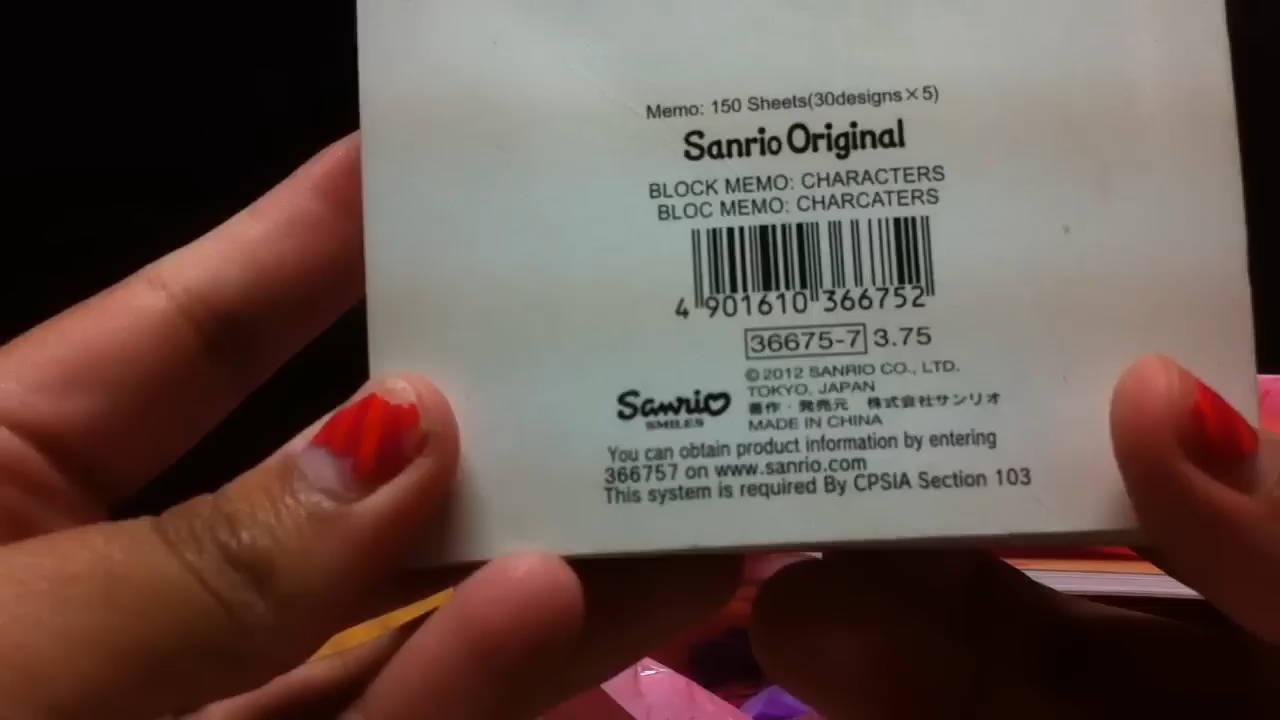 Memo: 150 Sheets(30designs×5)
Sanrio Original
BLOCK MEMO: CHARACTERS
BLOC MEMO: CHARCATERS
4 901610 366752
36675-7 3.75
©2012 SANRIO CO., LTD.
TOKYO, JAPAN
著作・発売元 株式会社サンリオ
MADE IN CHINA
Sanrio
SMILES
You can obtain product information by entering
366757 on www.sanrio.com
This system is required By CPSIA Section 103